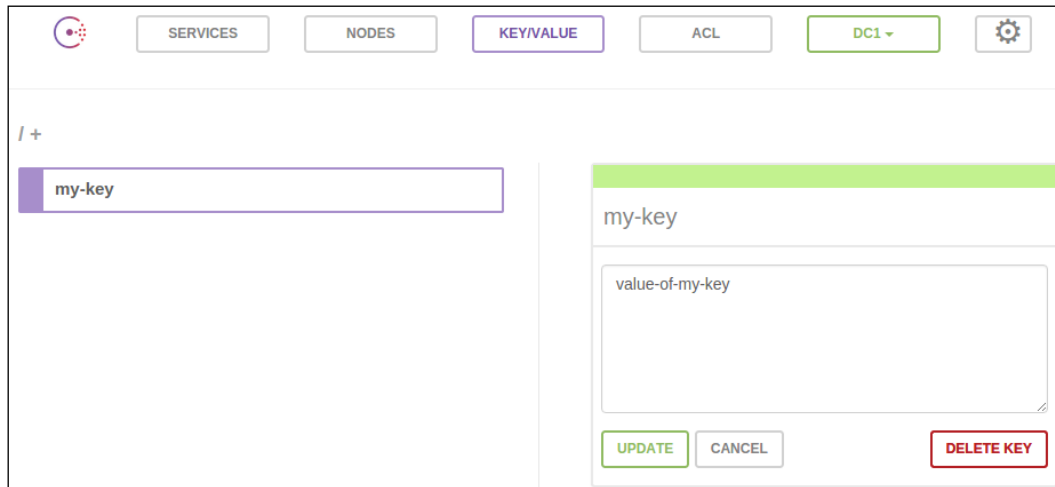 SERVICES NODES KEY/VALUE ACL DC1
/ +
my-key
my-key
value-of-my-key
UPDATE CANCEL DELETE KEY